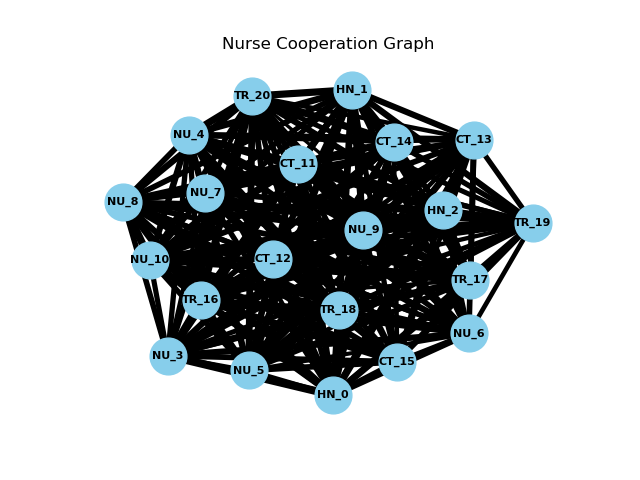 Nurse Cooperation Graph
HN_1
TR_20
NU_4
CT_13
CT_14
CT_11
NU_7
NU_8
HN_2
TR_19
NU_9
CT_12
NU_10
TR_17
TR_16
TR_18
NU_6
NU_3
CT_15
NU_5
HN_0